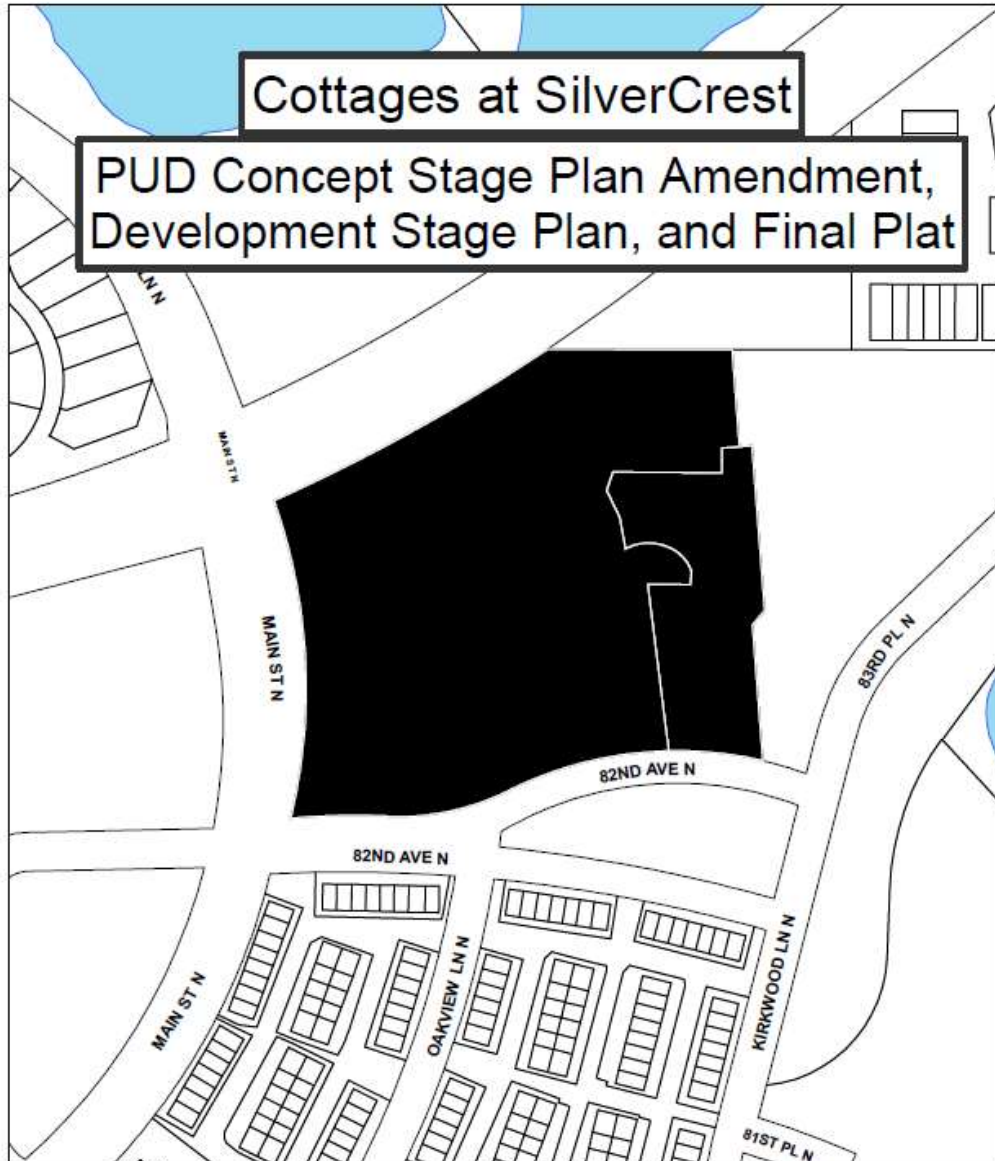 Cottages at SilverCrest
PUD Concept Stage Plan Amendment,
Development Stage Plan, and Final Plat
LN N
MAIN ST N
MAIN ST N
83RD PL N
82ND AVE N
82ND AVE N
MAIN ST N
OAKVIEW LN N
KIRKWOOD LN N
81ST PL N